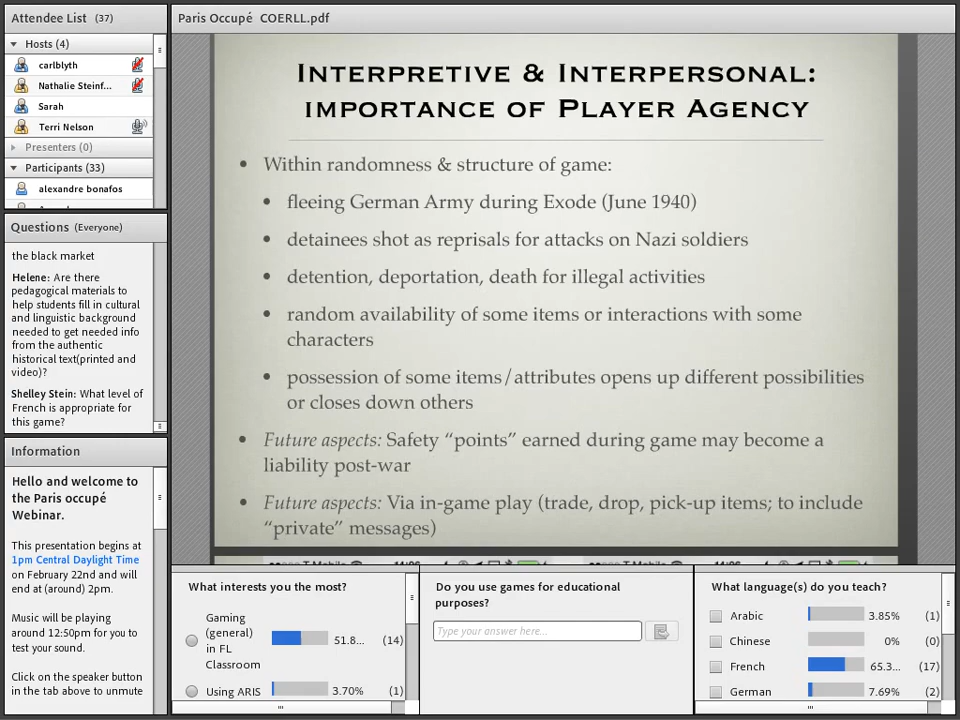 Attendee List (37)
Hosts (4)
carlblyth
Nathalie Steinf...
Sarah
Terri Nelson
Presenters (0)
Participants (33)
alexandre bonafos
Questions (Everyone)
the black market
Helene: Are there
pedagogical materials to
help students fill in cultural
and linguistic background
needed to get needed info
from the authentic
historical text(printed and
video)?
Shelley Stein: What level of
French is appropriate for
this game?
Information
Hello and welcome to
the Paris occupé
Webinar.
This presentation begins at
1pm Central Daylight Time
on February 22nd and will
end at (around) 2pm.
Music will be playing
around 12:50pm for you to
test your sound.
Click on the speaker button
in the tab above to unmute
Paris Occupé COERLL.pdf
Interpretive & Interpersonal:
importance of Player Agency
• Within randomness & structure of game:
• fleeing German Army during Exode (June 1940)
• detainees shot as reprisals for attacks on Nazi soldiers
• detention, deportation, death for illegal activities
• random availability of some items or interactions with some
characters
• possession of some items/attributes opens up different possibilities
or closes down others
• Future aspects: Safety “points” earned during game may become a
liability post-war
• Future aspects: Via in-game play (trade, drop, pick-up items; to include
“private” messages)
What interests you the most?
Gaming
(general)
in FL
Classroom
51.8... (14)
Using ARIS 3.70% (1)
Do you use games for educational
purposes?
Type your answer here...
What language(s) do you teach?
Arabic 3.85% (1)
Chinese 0% (0)
French 65.3... (17)
German 7.69% (2)